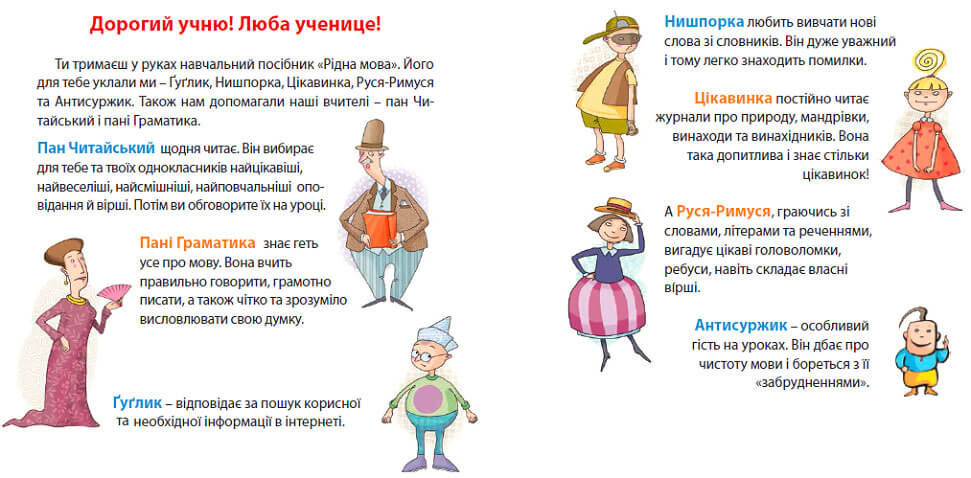 Дорогий учню! Люба ученице!
Ти тримаєш у руках навчальний посібник «Рідна мова». Його
для тебе уклали ми – Ґуґлик, Нишпорка, Цікавинка, Руся-Римуся
та Антисуржик. Також нам допомагали наші вчителі – пан Чи-
тайський і пані Граматика.
Пан Читайський щодня читає. Він вибирає
для тебе та твоїх однокласників найцікавіші,
найвеселіші, найсмішніші, найповчальніші опо-
відання й вірші. Потім ви обговорите їх на уроці.
Пані Граматика знає геть
усе про мову. Вона вчить
правильно говорити, грамотно
писати, а також чітко та зрозуміло
висловлювати свою думку.
Ґуґлик – відповідає за пошук корисної
та необхідної інформації в інтернеті.
Нишпорка любить вивчати нові
слова зі словників. Він дуже уважний
і тому легко знаходить помилки.
Цікавинка постійно читає
журнали про природу, мандрівки,
винаходи та винахідників. Вона
така допитлива і знає стільки
цікавинок!
А Руся-Римуся, граючись зі
словами, літерами та реченнями,
вигадує цікаві головоломки,
ребуси, навіть складає власні
вірші.
Антисуржик – особливий
гість на уроках. Він дбає про
чистоту мови і бореться з її
«забрудненнями».